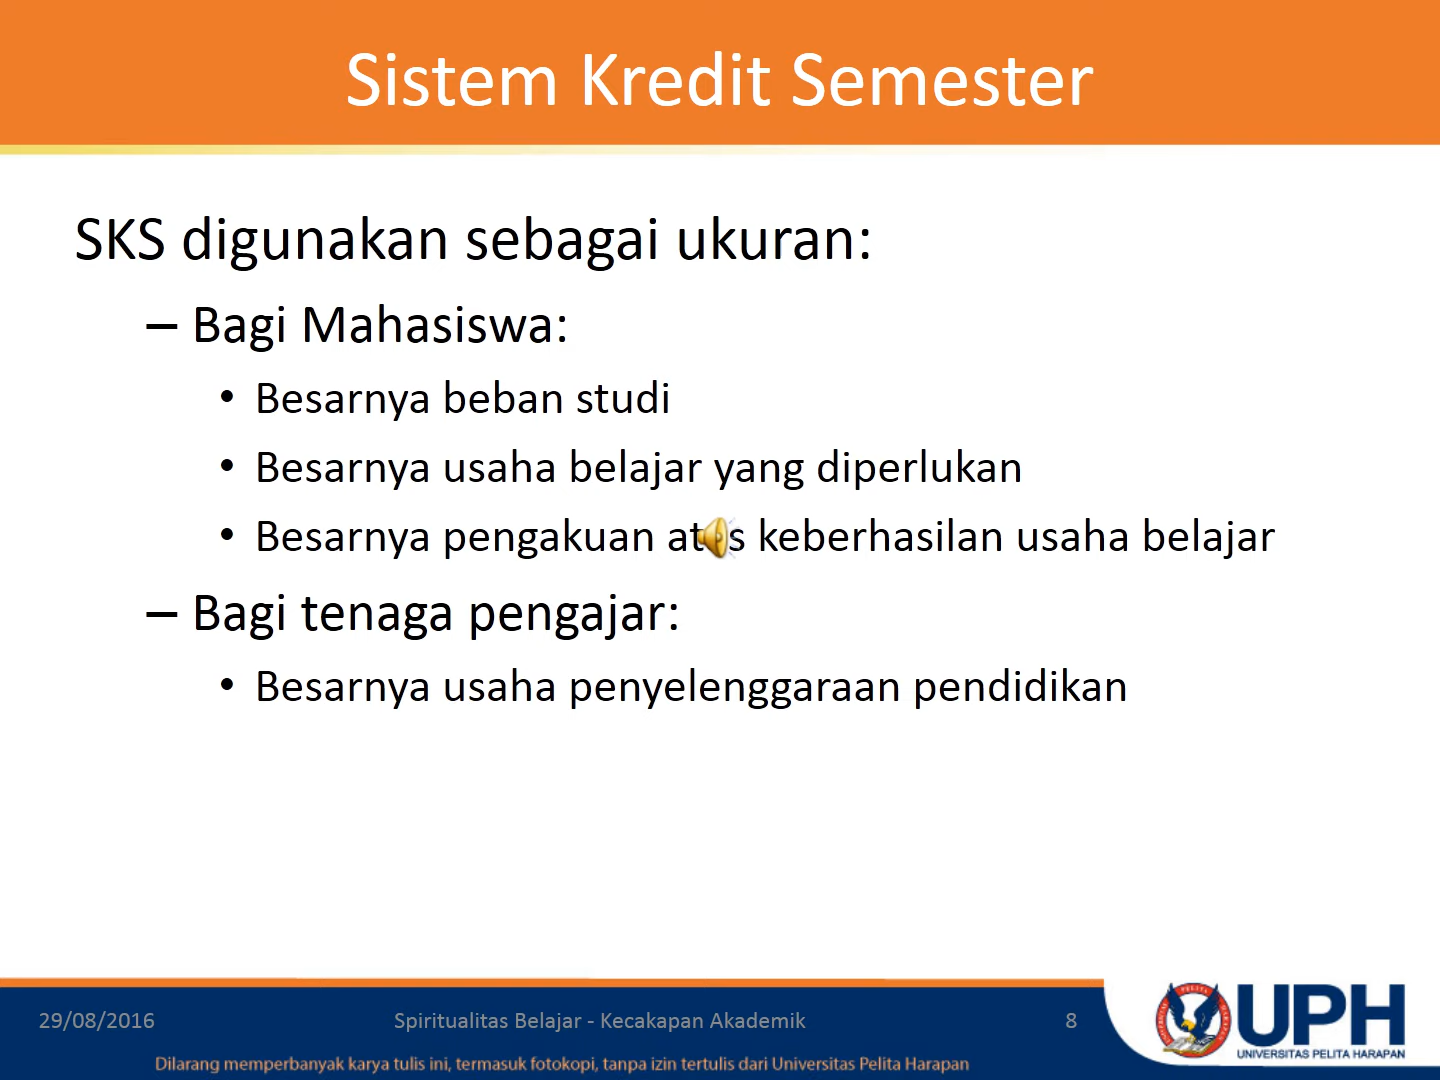 Sistem Kredit Semester
SKS digunakan sebagai ukuran:
– Bagi Mahasiswa:
• Besarnya beban studi
• Besarnya usaha belajar yang diperlukan
• Besarnya pengakuan atas keberhasilan usaha belajar
– Bagi tenaga pengajar:
• Besarnya usaha penyelenggaraan pendidikan
29/08/2016
Spiritualitas Belajar - Kecakapan Akademik
8
UPH
UNIVERSITAS PELITA HARAPAN
Dilarang memperbanyak karya tulis ini, termasuk fotokopi, tanpa izin tertulis dari Universitas Pelita Harapan